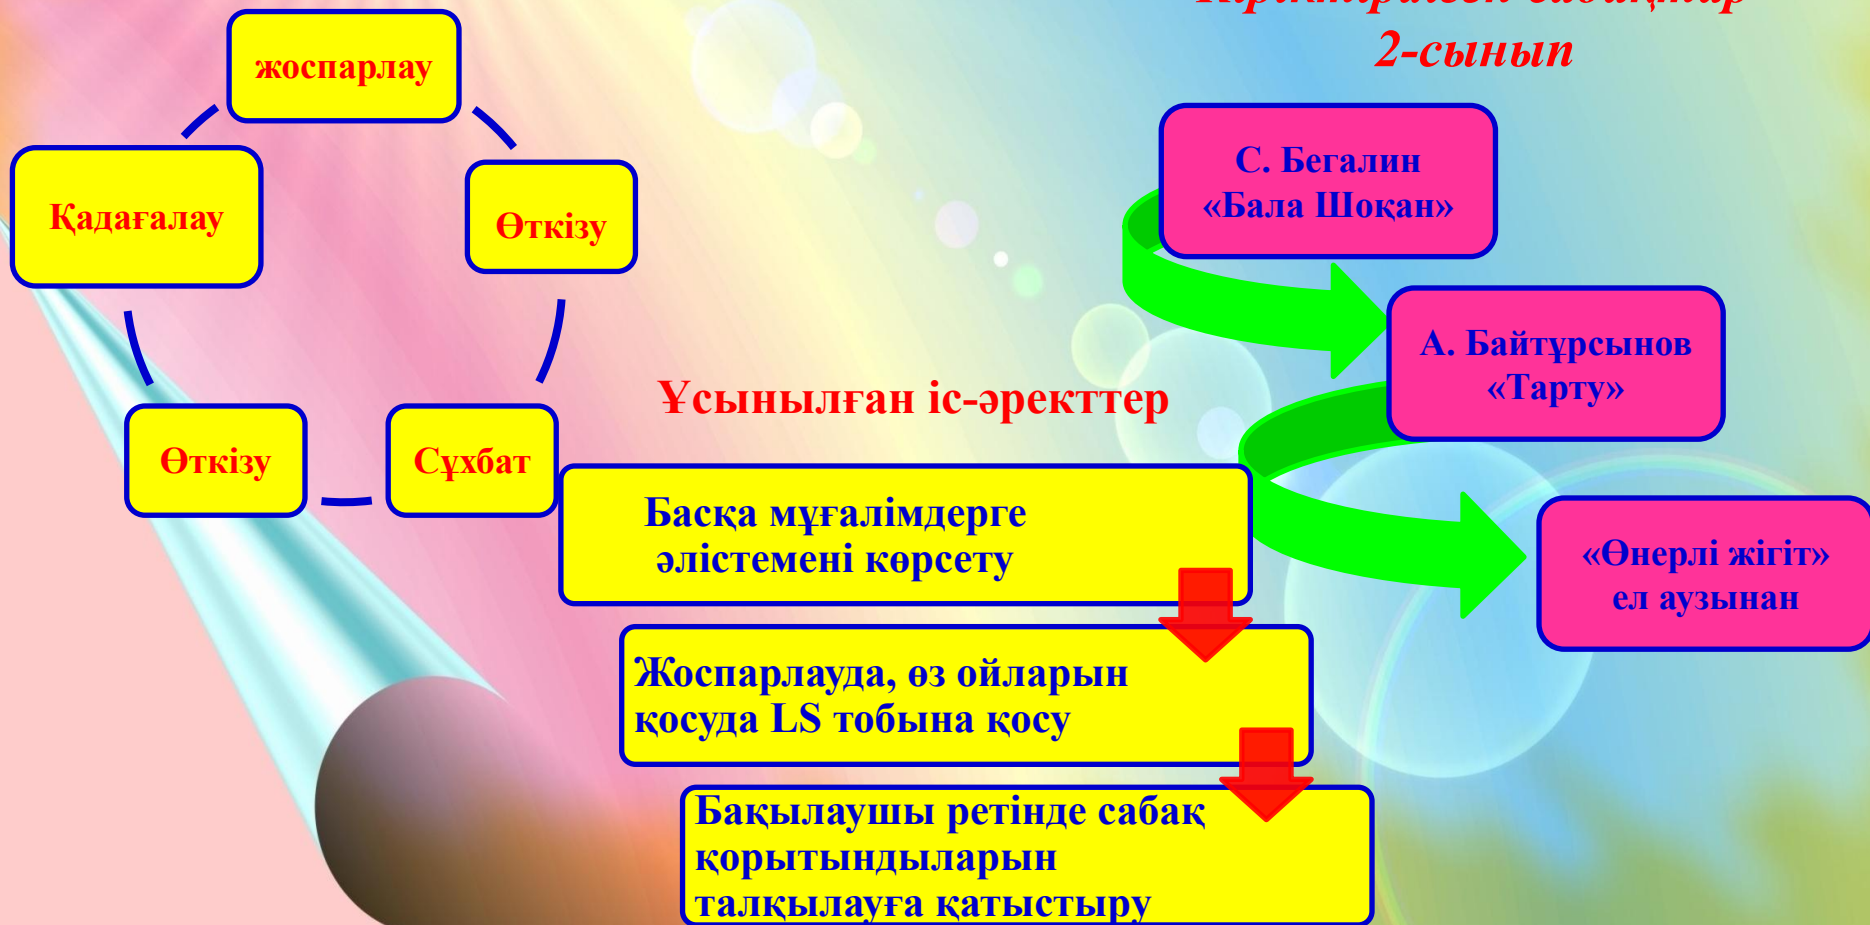 2-сынып
жоспарлау
Қадағалау
Өткізу
Өткізу
Сұхбат
С. Бегалин
«Бала Шоқан»
А. Байтұрсынов
«Тарту»
«Өнерлі жігіт»
ел аузынан
Ұсынылған іс-әректтер
Басқа мұғалімдерге
әлістемені көрсету
Жоспарлауда, өз ойларын
қосуда LS тобына қосу
Бақылаушы ретінде сабақ
қорытындыларын
талқылауға қатыстыру